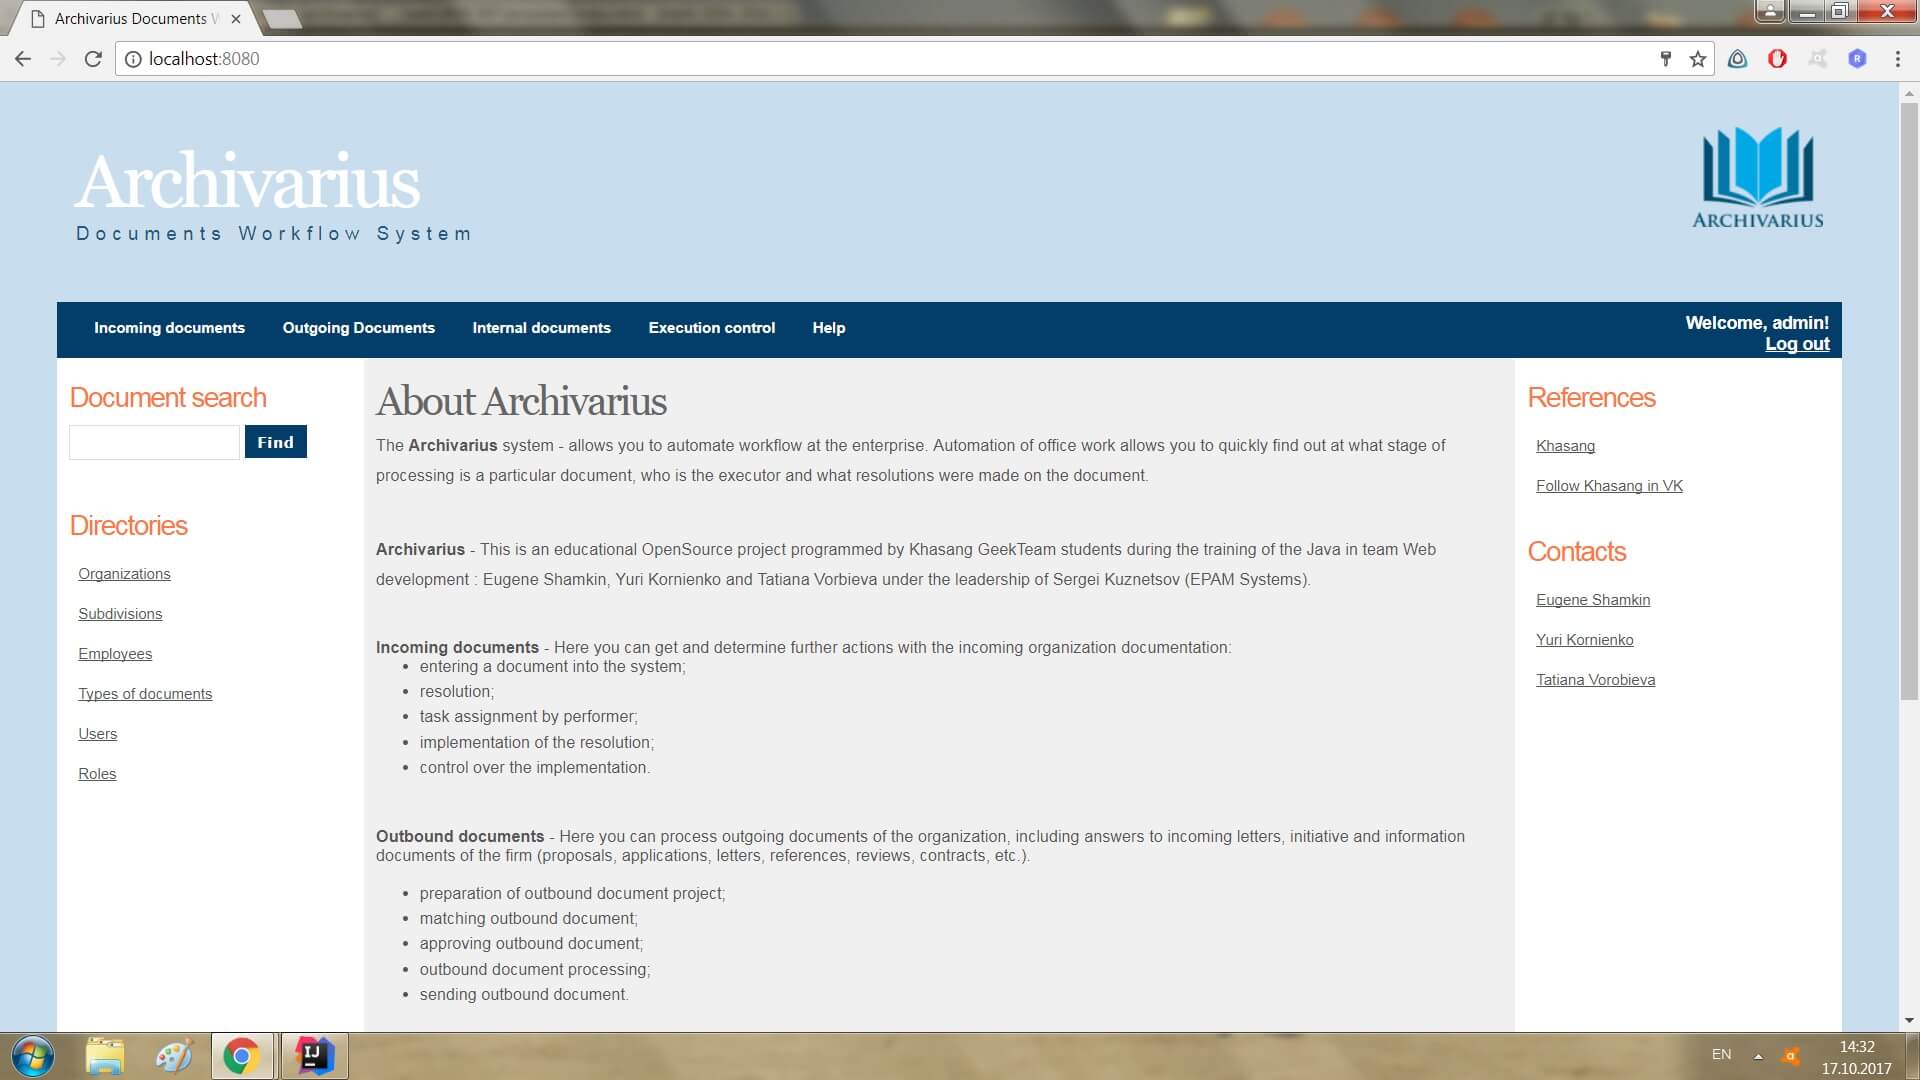 Archivarius Documents W
localhost:8080
Archivarius
Documents Workflow System
ARCHIVARIUS
Incoming documents Outgoing Documents Internal documents Execution control Help
Welcome, admin!
Log out
Document search
Find
Directories
Organizations
Subdivisions
Employees
Types of documents
Users
Roles
About Archivarius
The Archivarius system - allows you to automate workflow at the enterprise. Automation of office work allows you to quickly find out at what stage of
processing is a particular document, who is the executor and what resolutions were made on the document.
Archivarius - This is an educational OpenSource project programmed by Khasang GeekTeam students during the training of the Java in team Web
development : Eugene Shamkin, Yuri Kornienko and Tatiana Vorbieva under the leadership of Sergei Kuznetsov (EPAM Systems).
Incoming documents - Here you can get and determine further actions with the incoming organization documentation:
• entering a document into the system;
• resolution;
• task assignment by performer;
• implementation of the resolution;
• control over the implementation.
Outbound documents - Here you can process outgoing documents of the organization, including answers to incoming letters, initiative and information
documents of the firm (proposals, applications, letters, references, reviews, contracts, etc.).
• preparation of outbound document project;
• matching outbound document;
• approving outbound document;
• outbound document processing;
• sending outbound document.
References
Khasang
Follow Khasang in VK
Contacts
Eugene Shamkin
Yuri Kornienko
Tatiana Vorobieva
IJ
EN
14:32
17.10.2017